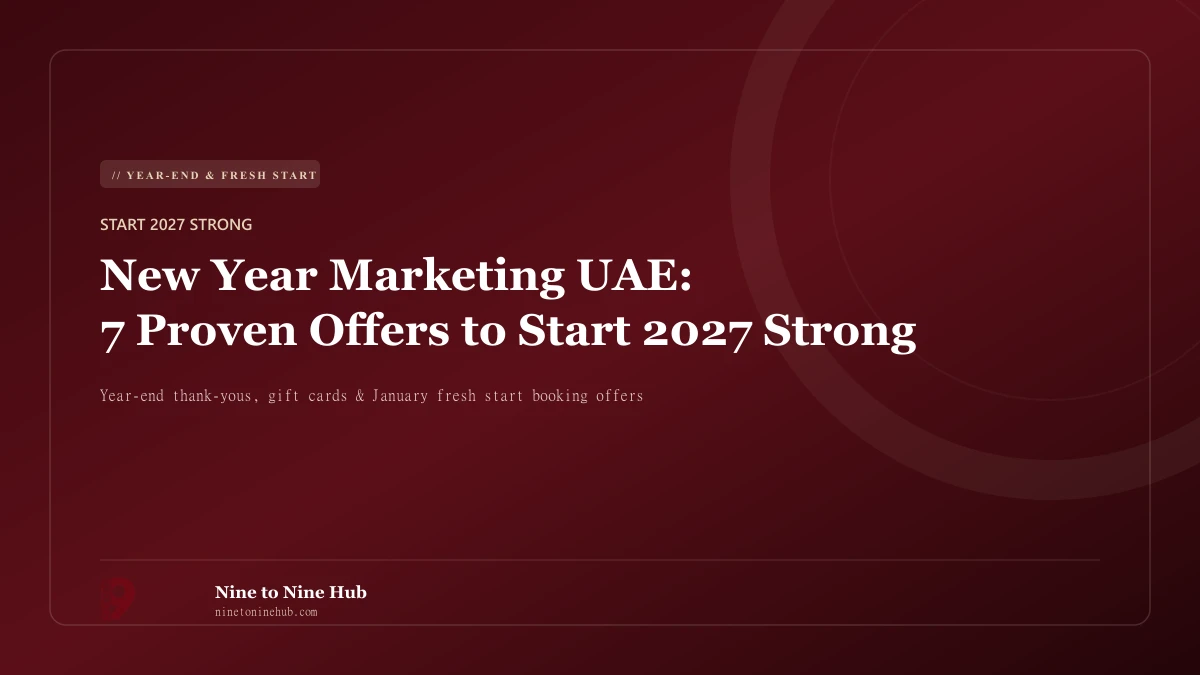 // YEAR-END & FRESH START
START 2027 STRONG
New Year Marketing UAE:
7 Proven Offers to Start 2027 Strong
Year-end thank-yous, gift cards & January fresh start booking offers
9
Nine to Nine Hub
ninetoninehub.com